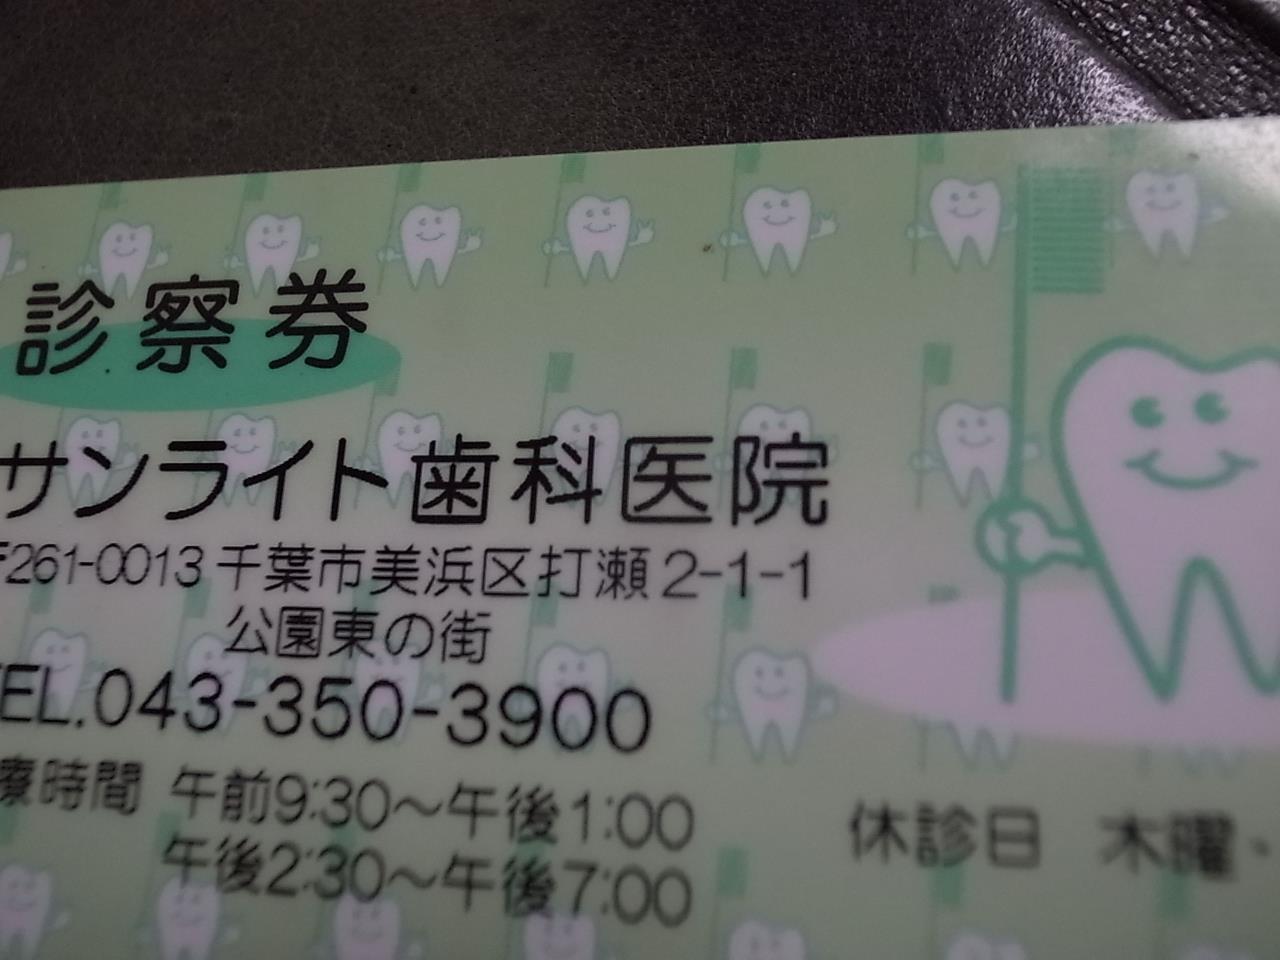 診察券
サンライト歯科医院
〒261-0013 千葉市美浜区打瀬2-1-1
公園東の街
TEL.043-350-3900
療時間 午前9:30～午後1:00
午後2:30～午後7:00
休診日 木曜・